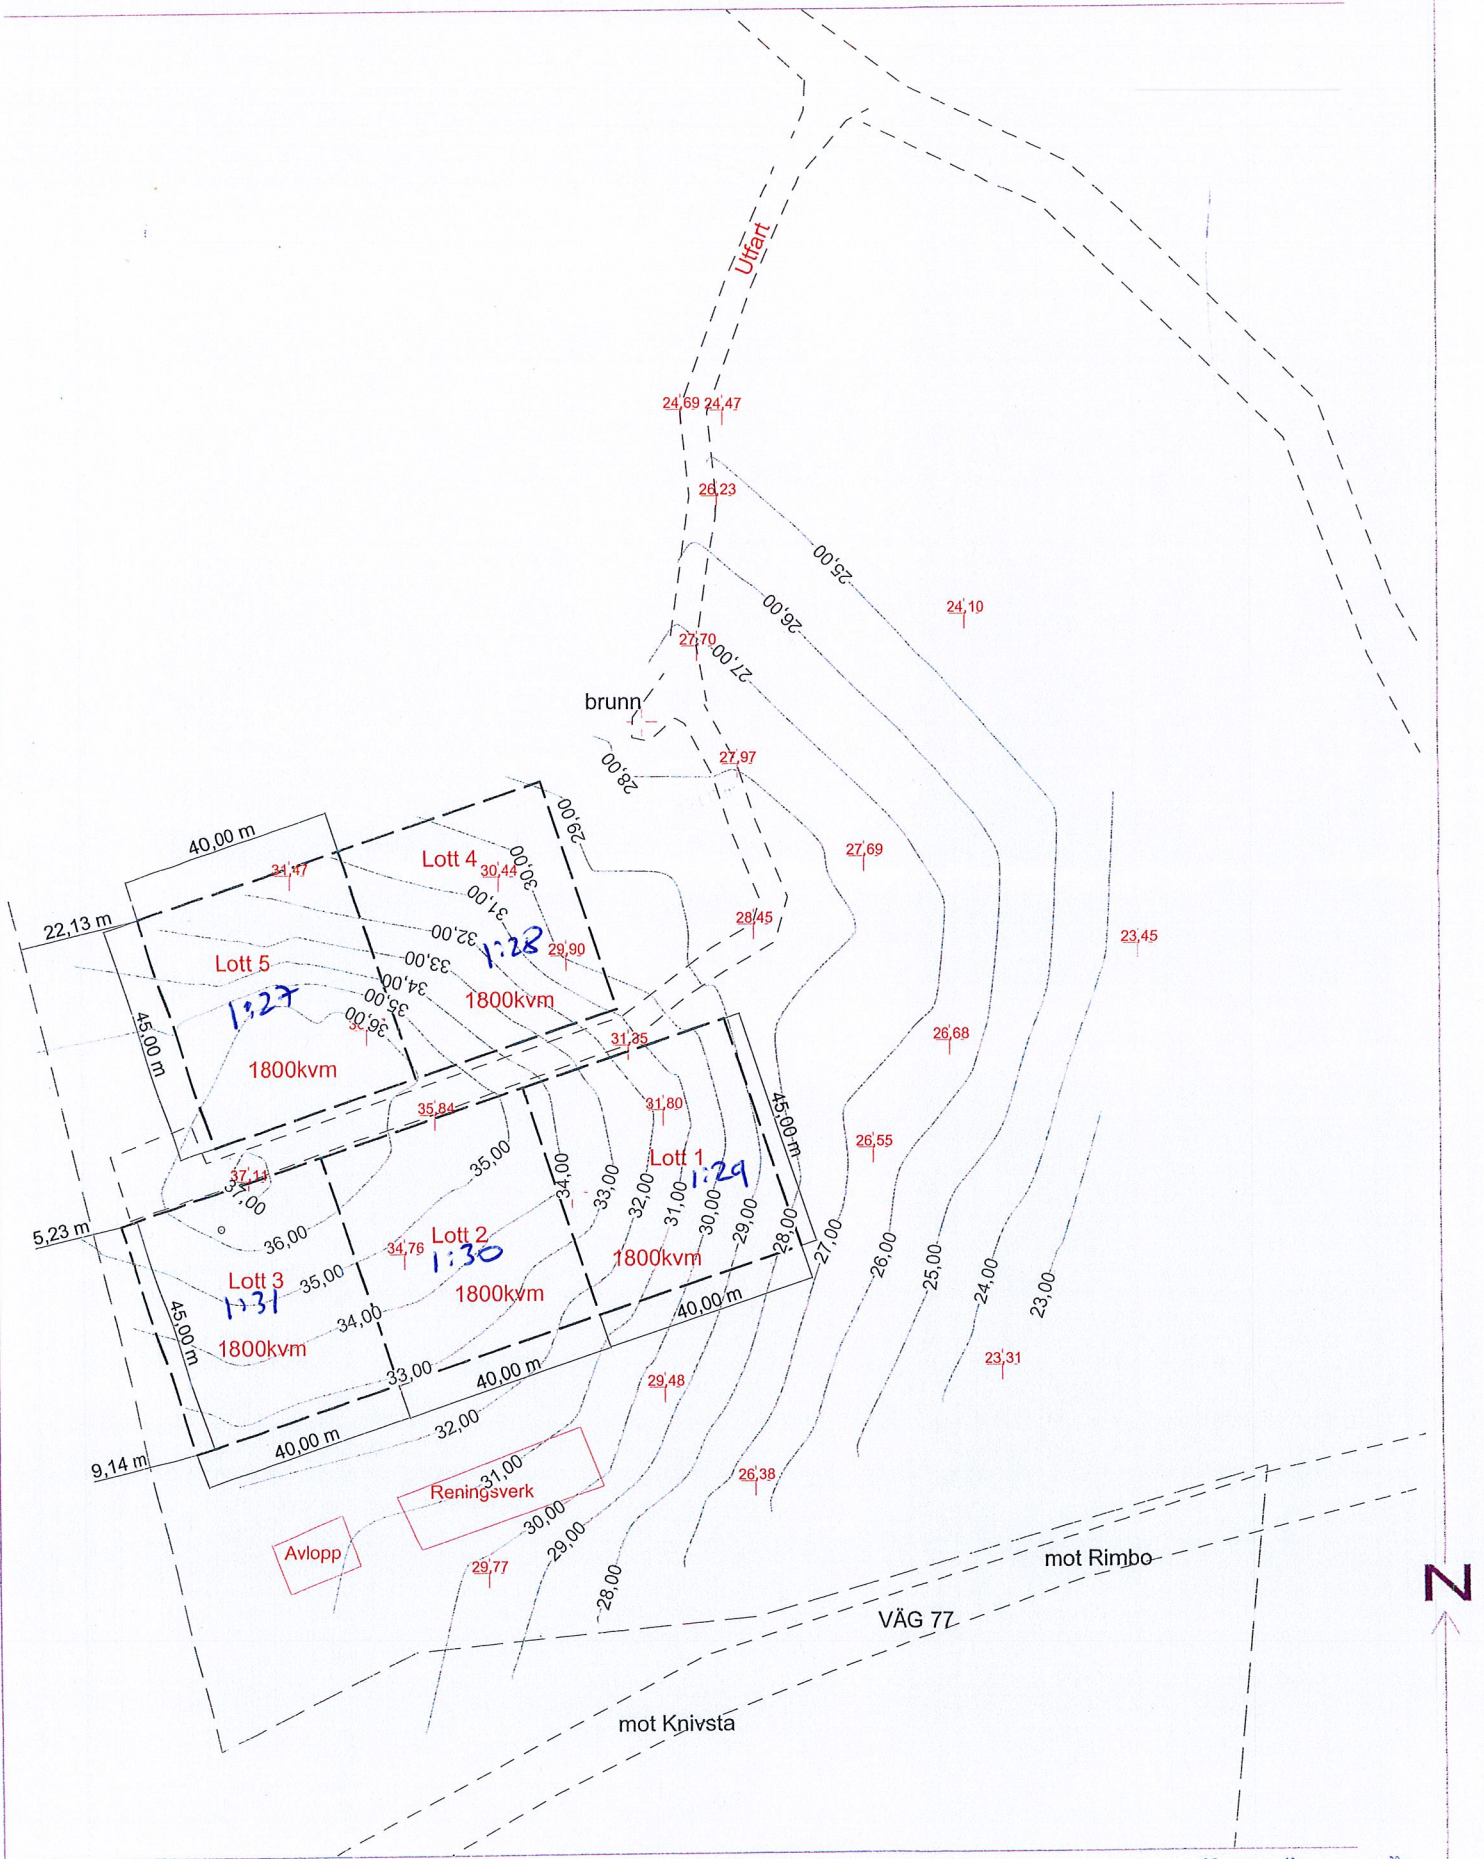 Utfart
24,69 24,47
26,23
25,00
24,10
26,00
27,70
27,00
brunn
27,97
28,00
29,00
40,00 m
27,69
Lott 4
30,44
30,00
31,47
31,00
28,45
22,13 m
32,00
1:28
29,90
23,45
33,00
Lott 5
34,00
1800kvm
1:27
35,00
36,00
45,00 m
26,68
31,35
1800kvm
31,80
35,84
45,00 m
26,55
35,00
Lott 1
1:29
37,11
37,00
34,00
33,00
32,00
31,00
30,00
29,00
28,00
27,00
26,00
25,00
24,00
23,00
5,23 m
36,00
Lott 2
34,76
1:30
1800kvm
Lott 3
35,00
1:31
1800kvm
40,00 m
34,00
45,00 m
1800kvm
33,00
40,00 m
29,48
23,31
32,00
40,00 m
9,14 m
31,00
26,38
Reningsverk
30,00
29,00
Avlopp
29,77
28,00
mot Rimbo
N
VÄG 77
mot Knivsta